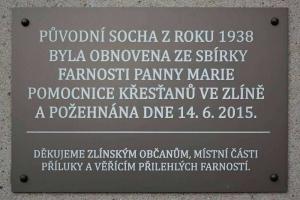 PŮVODNÍ SOCHA Z ROKU 1938
BYLA OBNOVENA ZE SBÍRKY
FARNOSTI PANNY MARIE
POMOCNICE KŘESŤANŮ VE ZLÍNĚ
A POŽEHNÁNA DNE 14. 6. 2015.
DĚKUJEME ZLÍNSKÝM OBČANŮM, MÍSTNÍ ČÁSTI
PŘÍLUKY A VĚŘÍCÍM PŘILEHLÝCH FARNOSTÍ.